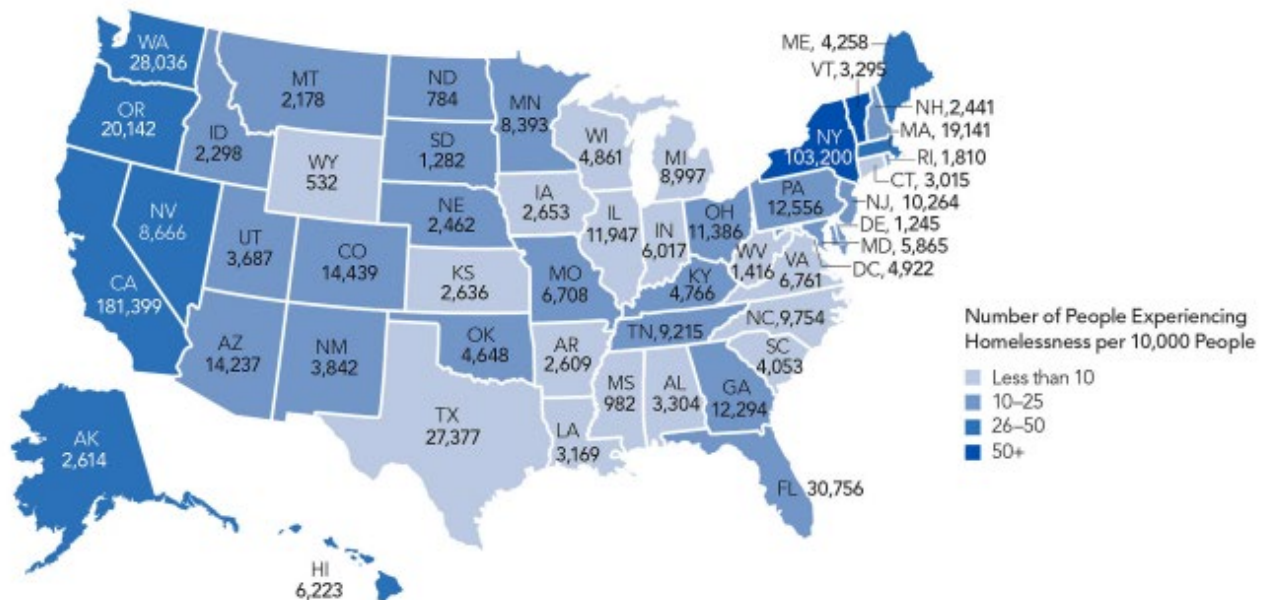 WA
28,036
OR
20,142
CA
181,399
NV
8,666
ID
2,298
MT
2,178
WY
532
UT
3,687
AZ
14,237
CO
14,439
NM
3,842
ND
784
SD
1,282
NE
2,462
KS
2,636
OK
4,648
TX
27,377
MN
8,393
IA
2,653
MO
6,708
AR
2,609
LA
3,169
WI
4,861
IL
11,947
MI
8,997
IN
6,017
OH
11,386
KY
4,766
TN, 9,215
MS
982
AL
3,304
GA
12,294
FL 30,756
SC
4,053
NC, 9,754
VA
6,761
WV
1,416
PA
12,556
NY
103,200
ME, 4,258
VT, 3,295
NH, 2,441
MA, 19,141
RI, 1,810
CT, 3,015
NJ, 10,264
DE, 1,245
MD, 5,865
DC, 4,922
AK
2,614
HI
6,223
Number of People Experiencing
Homelessness per 10,000 People
Less than 10
10–25
26–50
50+